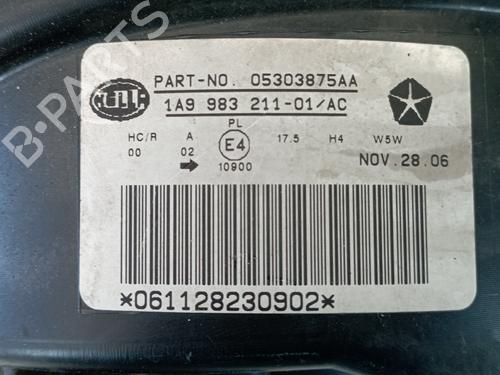 B-PARTS
HELLA
PART-NO. 05303875AA
1A9 983 211-01/AC
PL
HC/R A E4 17.5 H4 W5W
00 02 10900 NOV.28.06
*061128230902*